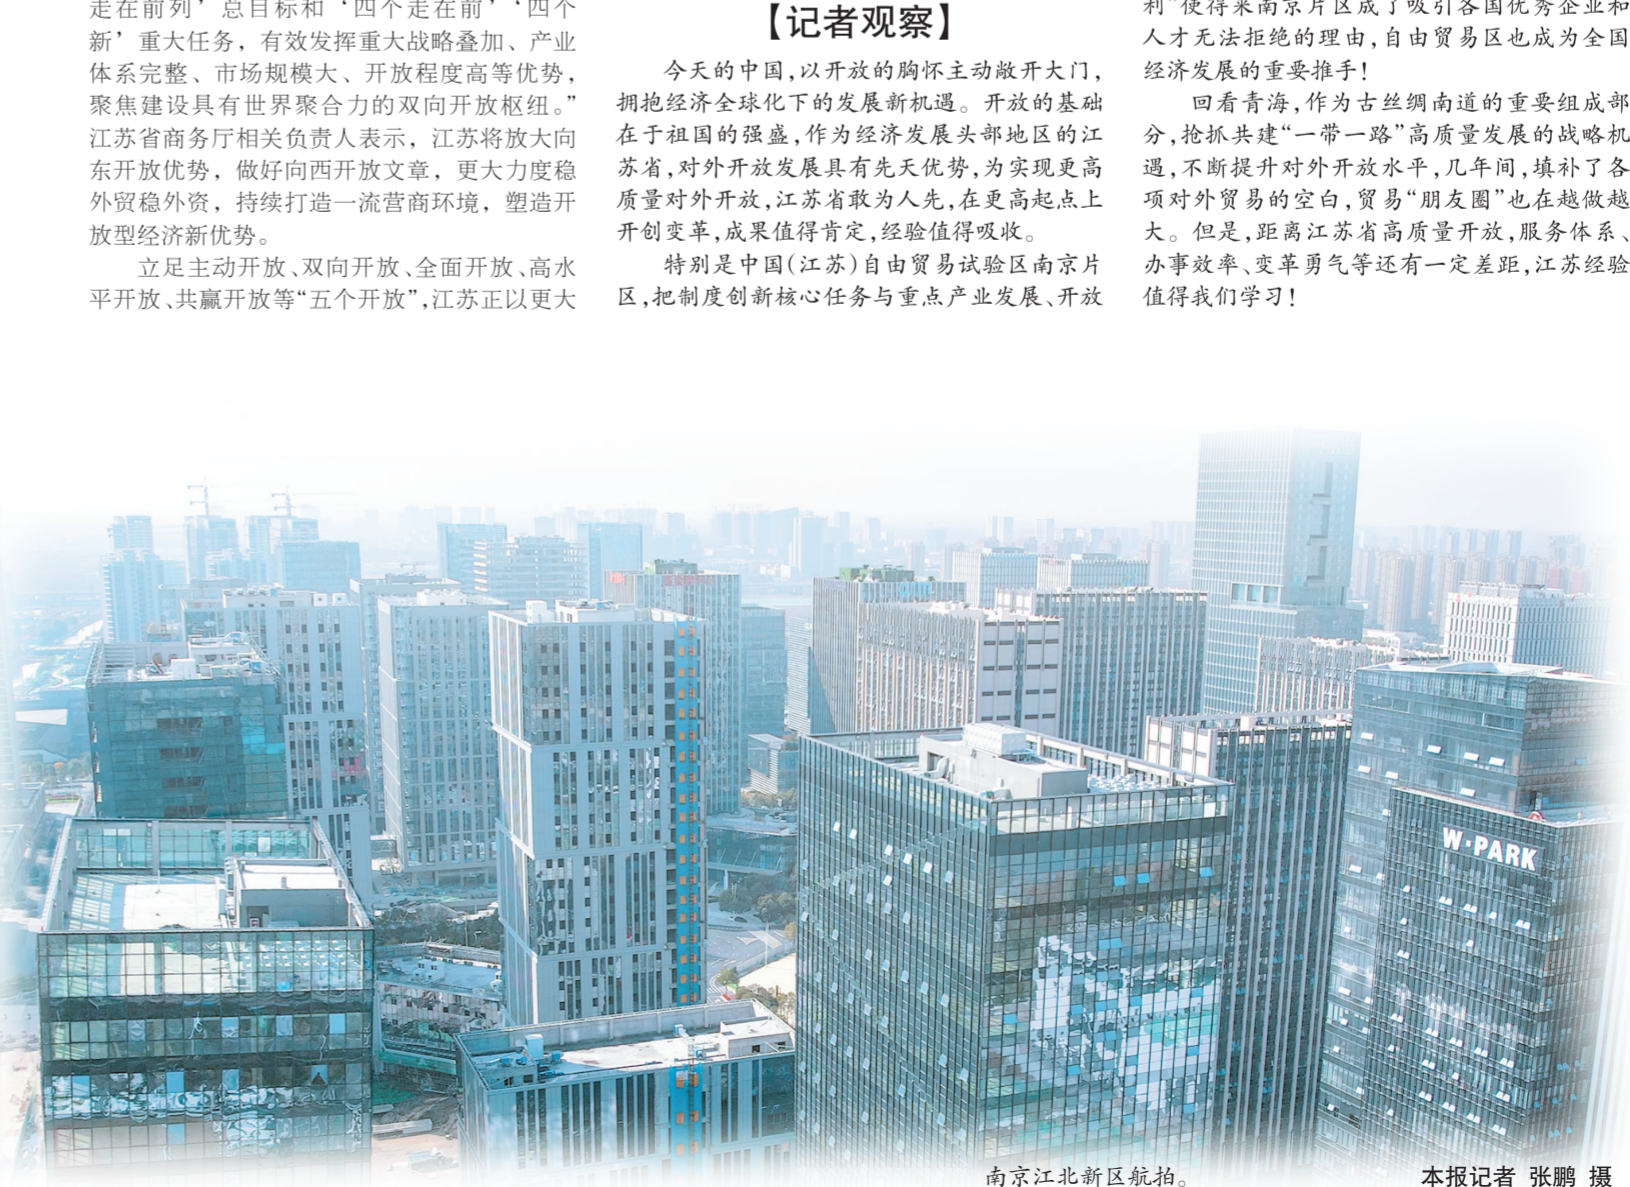 走在前列’总目标和‘四个走在前’‘四个
新’重大任务，有效发挥重大战略叠加、产业
体系完整、市场规模大、开放程度高等优势，
聚焦建设具有世界聚合力的双向开放枢纽。”
江苏省商务厅相关负责人表示，江苏将放大向
东开放优势，做好向西开放文章，更大力度稳
外贸稳外资，持续打造一流营商环境，塑造开
放型经济新优势。
立足主动开放、双向开放、全面开放、高水
平开放、共赢开放等“五个开放”，江苏正以更大
【记者观察】
今天的中国，以开放的胸怀主动敞开大门，
拥抱经济全球化下的发展新机遇。开放的基础
在于祖国的强盛，作为经济发展头部地区的江
苏省，对外开放发展具有先天优势，为实现更高
质量对外开放，江苏省敢为人先，在更高起点上
开创变革，成果值得肯定，经验值得吸收。
特别是中国(江苏)自由贸易试验区南京片
区，把制度创新核心任务与重点产业发展、开放
利”使得来南京片区成了吸引各国优秀企业和
人才无法拒绝的理由，自由贸易区也成为全国
经济发展的重要推手！
回看青海，作为古丝绸南道的重要组成部
分，抢抓共建“一带一路”高质量发展的战略机
遇，不断提升对外开放水平，几年间，填补了各
项对外贸易的空白，贸易“朋友圈”也在越做越
大。但是，距离江苏省高质量开放，服务体系、
办事效率、变革勇气等还有一定差距，江苏经验
值得我们学习！
W·PARK
南京江北新区航拍。
本报记者 张鹏 摄